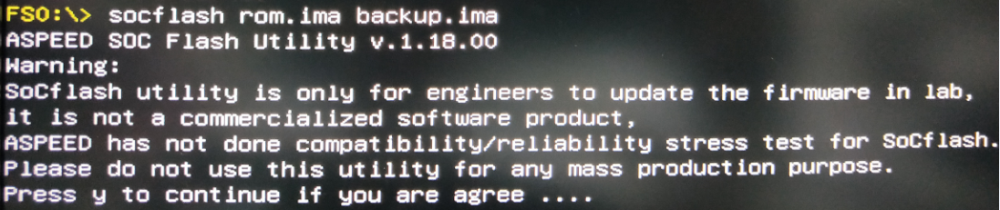 FS0:\> socflash rom.ima backup.ima
ASPEED SOC Flash Utility v.1.18.00
Warning:
SoCflash utility is only for engineers to update the firmware in lab,
it is not a commercialized software product,
ASPEED has not done compatibility/reliability stress test for SoCflash.
Please do not use this utility for any mass production purpose.
Press y to continue if you are agree ....